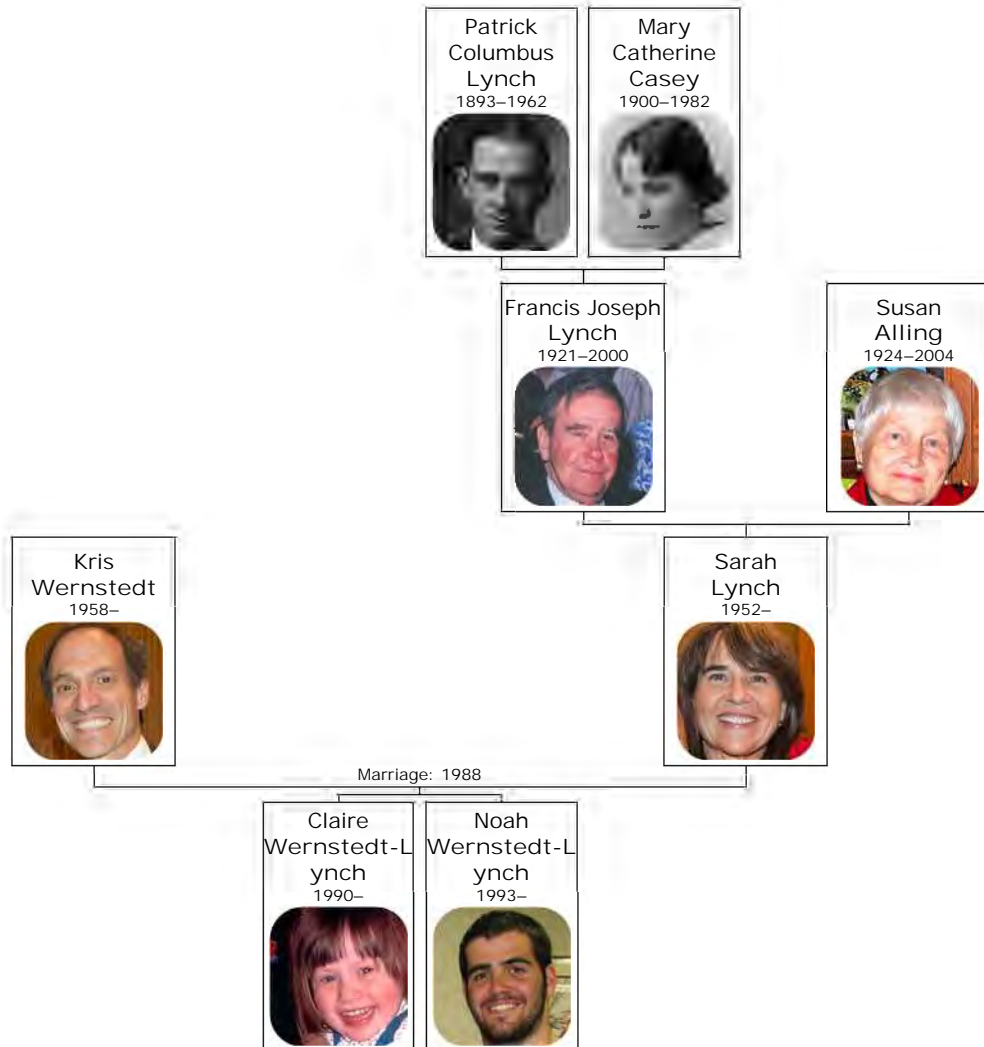 Patrick
Columbus
Lynch
1893–1962
Mary
Catherine
Casey
1900–1982
Francis Joseph
Lynch
1921–2000
Susan
Alling
1924–2004
Kris
Wernstedt
1958–
Sarah
Lynch
1952–
Marriage: 1988
Claire
Wernstedt-L
ynch
1990–
Noah
Wernstedt-L
ynch
1993–